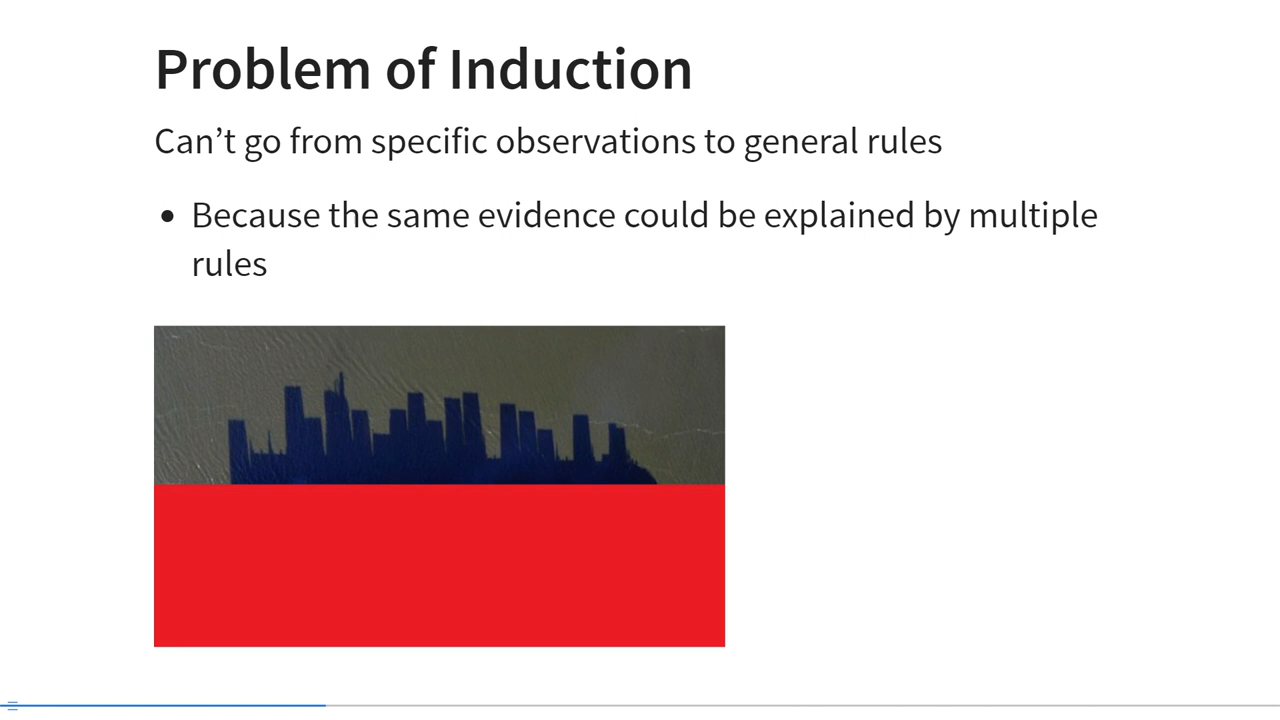 Problem of Induction
Can’t go from specific observations to general rules
• Because the same evidence could be explained by multiple
rules